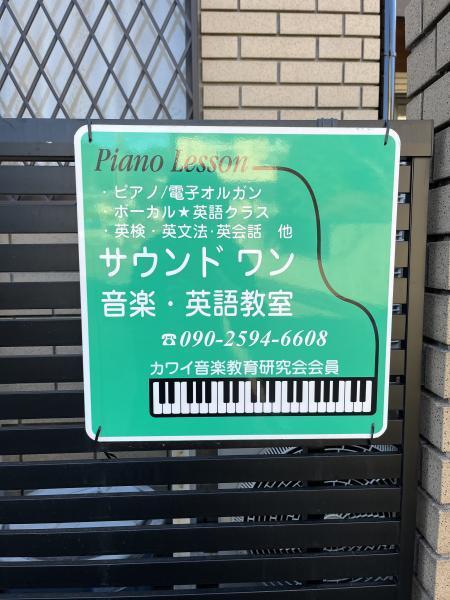 Piano Lesson
・ピアノ/電子オルガン
・ボーカル★英語クラス
・英検・英文法・英会話　他
サウンド ワン
音楽・英語教室
☎090-2594-6608
カワイ音楽教育研究会会員